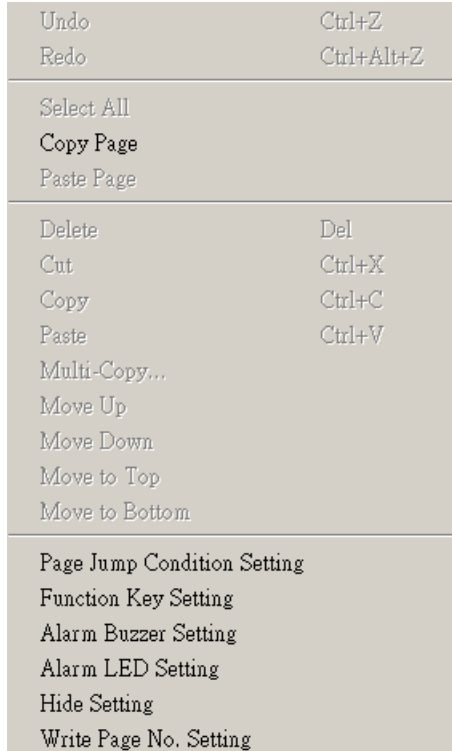 Undo Ctrl+Z
Redo Ctrl+Alt+Z
Select All
Copy Page
Paste Page
Delete Del
Cut Ctrl+X
Copy Ctrl+C
Paste Ctrl+V
Multi-Copy...
Move Up
Move Down
Move to Top
Move to Bottom
Page Jump Condition Setting
Function Key Setting
Alarm Buzzer Setting
Alarm LED Setting
Hide Setting
Write Page No. Setting